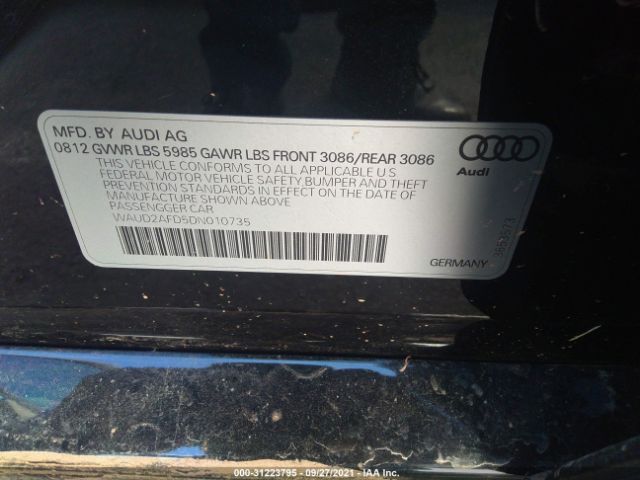 MFD. BY AUDI AG
0812 GVWR LBS 5985 GAWR LBS FRONT 3086/REAR 3086
THIS VEHICLE CONFORMS TO ALL APPLICABLE U S
FEDERAL MOTOR VEHICLE SAFETY,BUMPER AND THEFT
PREVENTION STANDARDS IN EFFECT ON THE DATE OF
MANUFACTURE SHOWN ABOVE
PASSENGGER CAR
WAUD2AFD5DN010735
Audi
3653673
GERMANY
000-31223795 - 09/27/2021 - IAA Inc.